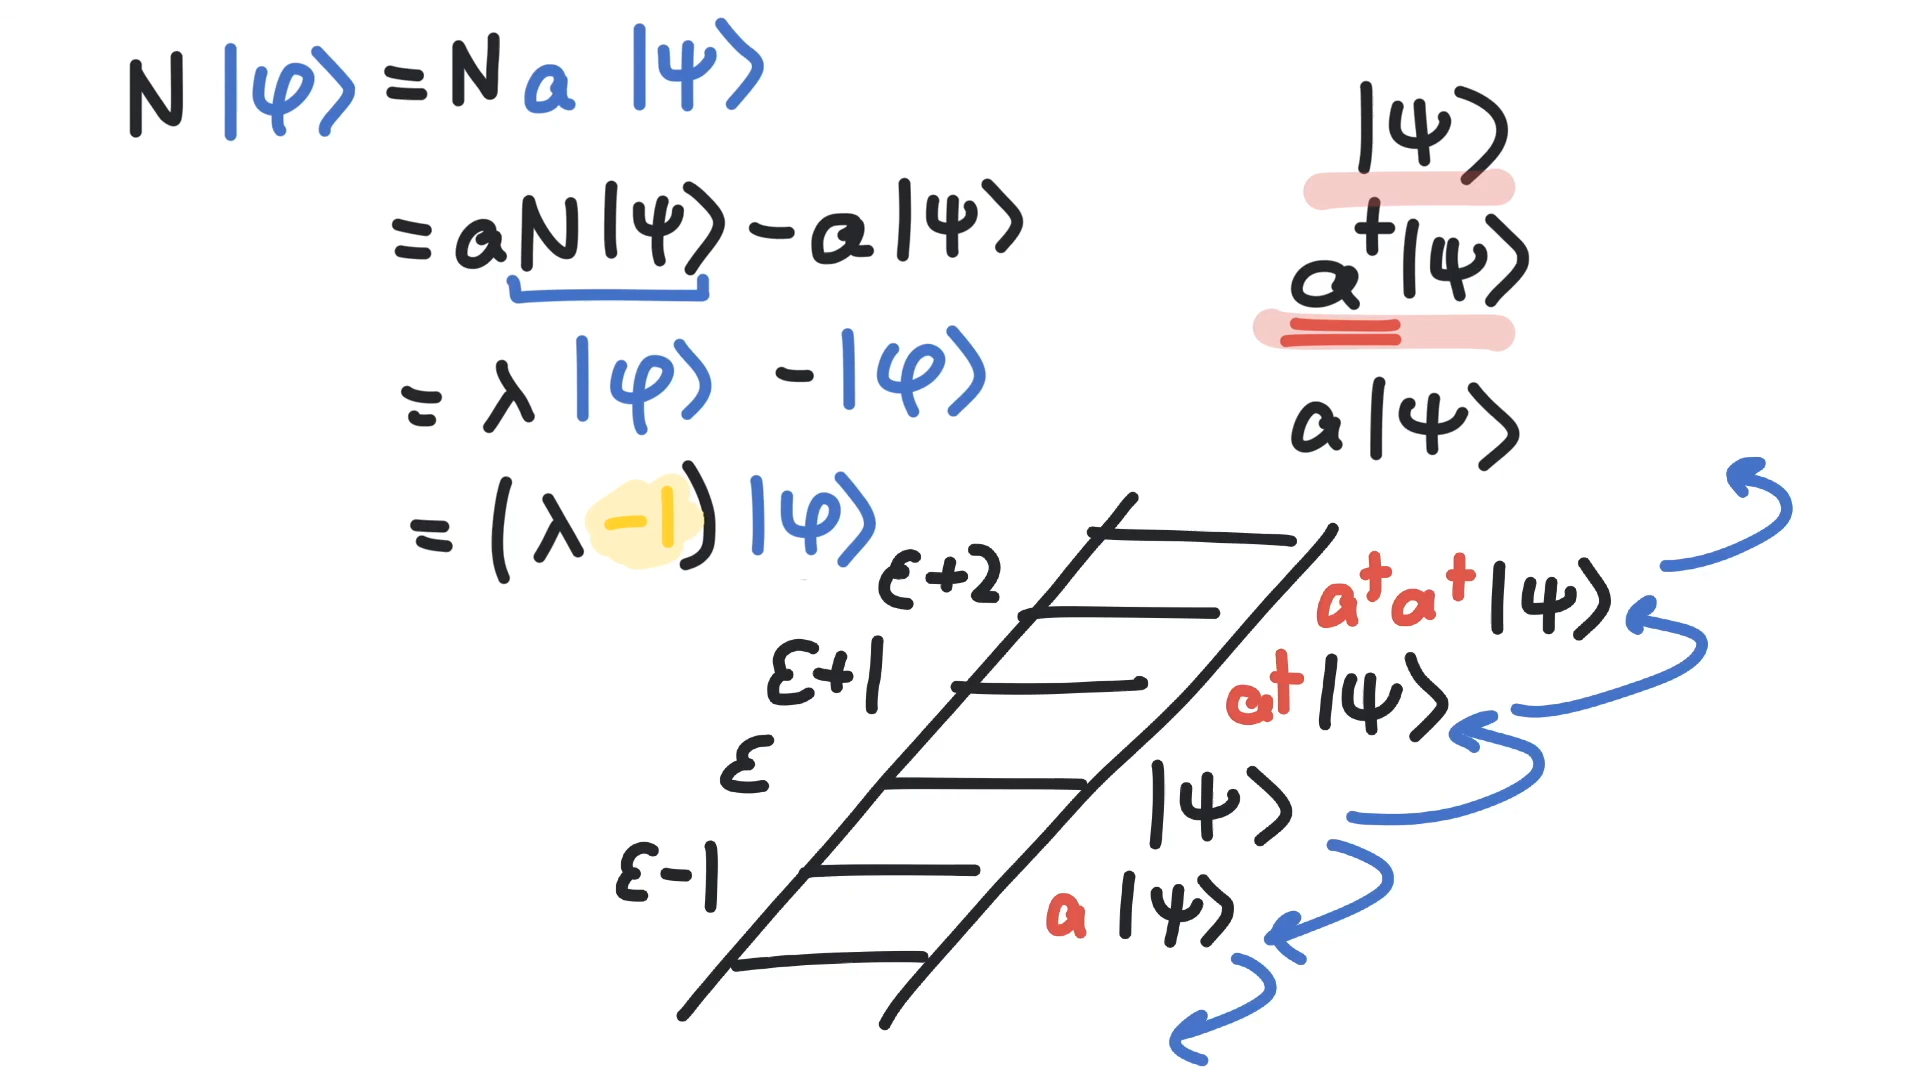 N |φ⟩ = N a |ψ⟩
= a N |ψ⟩ - a |ψ⟩
= λ |φ⟩ - |φ⟩
= (λ - 1) |φ⟩
|ψ⟩
a† |ψ⟩
a |ψ⟩
ε+2
ε+1
ε
ε-1
a† a† |ψ⟩
a† |ψ⟩
|ψ⟩
a |ψ⟩